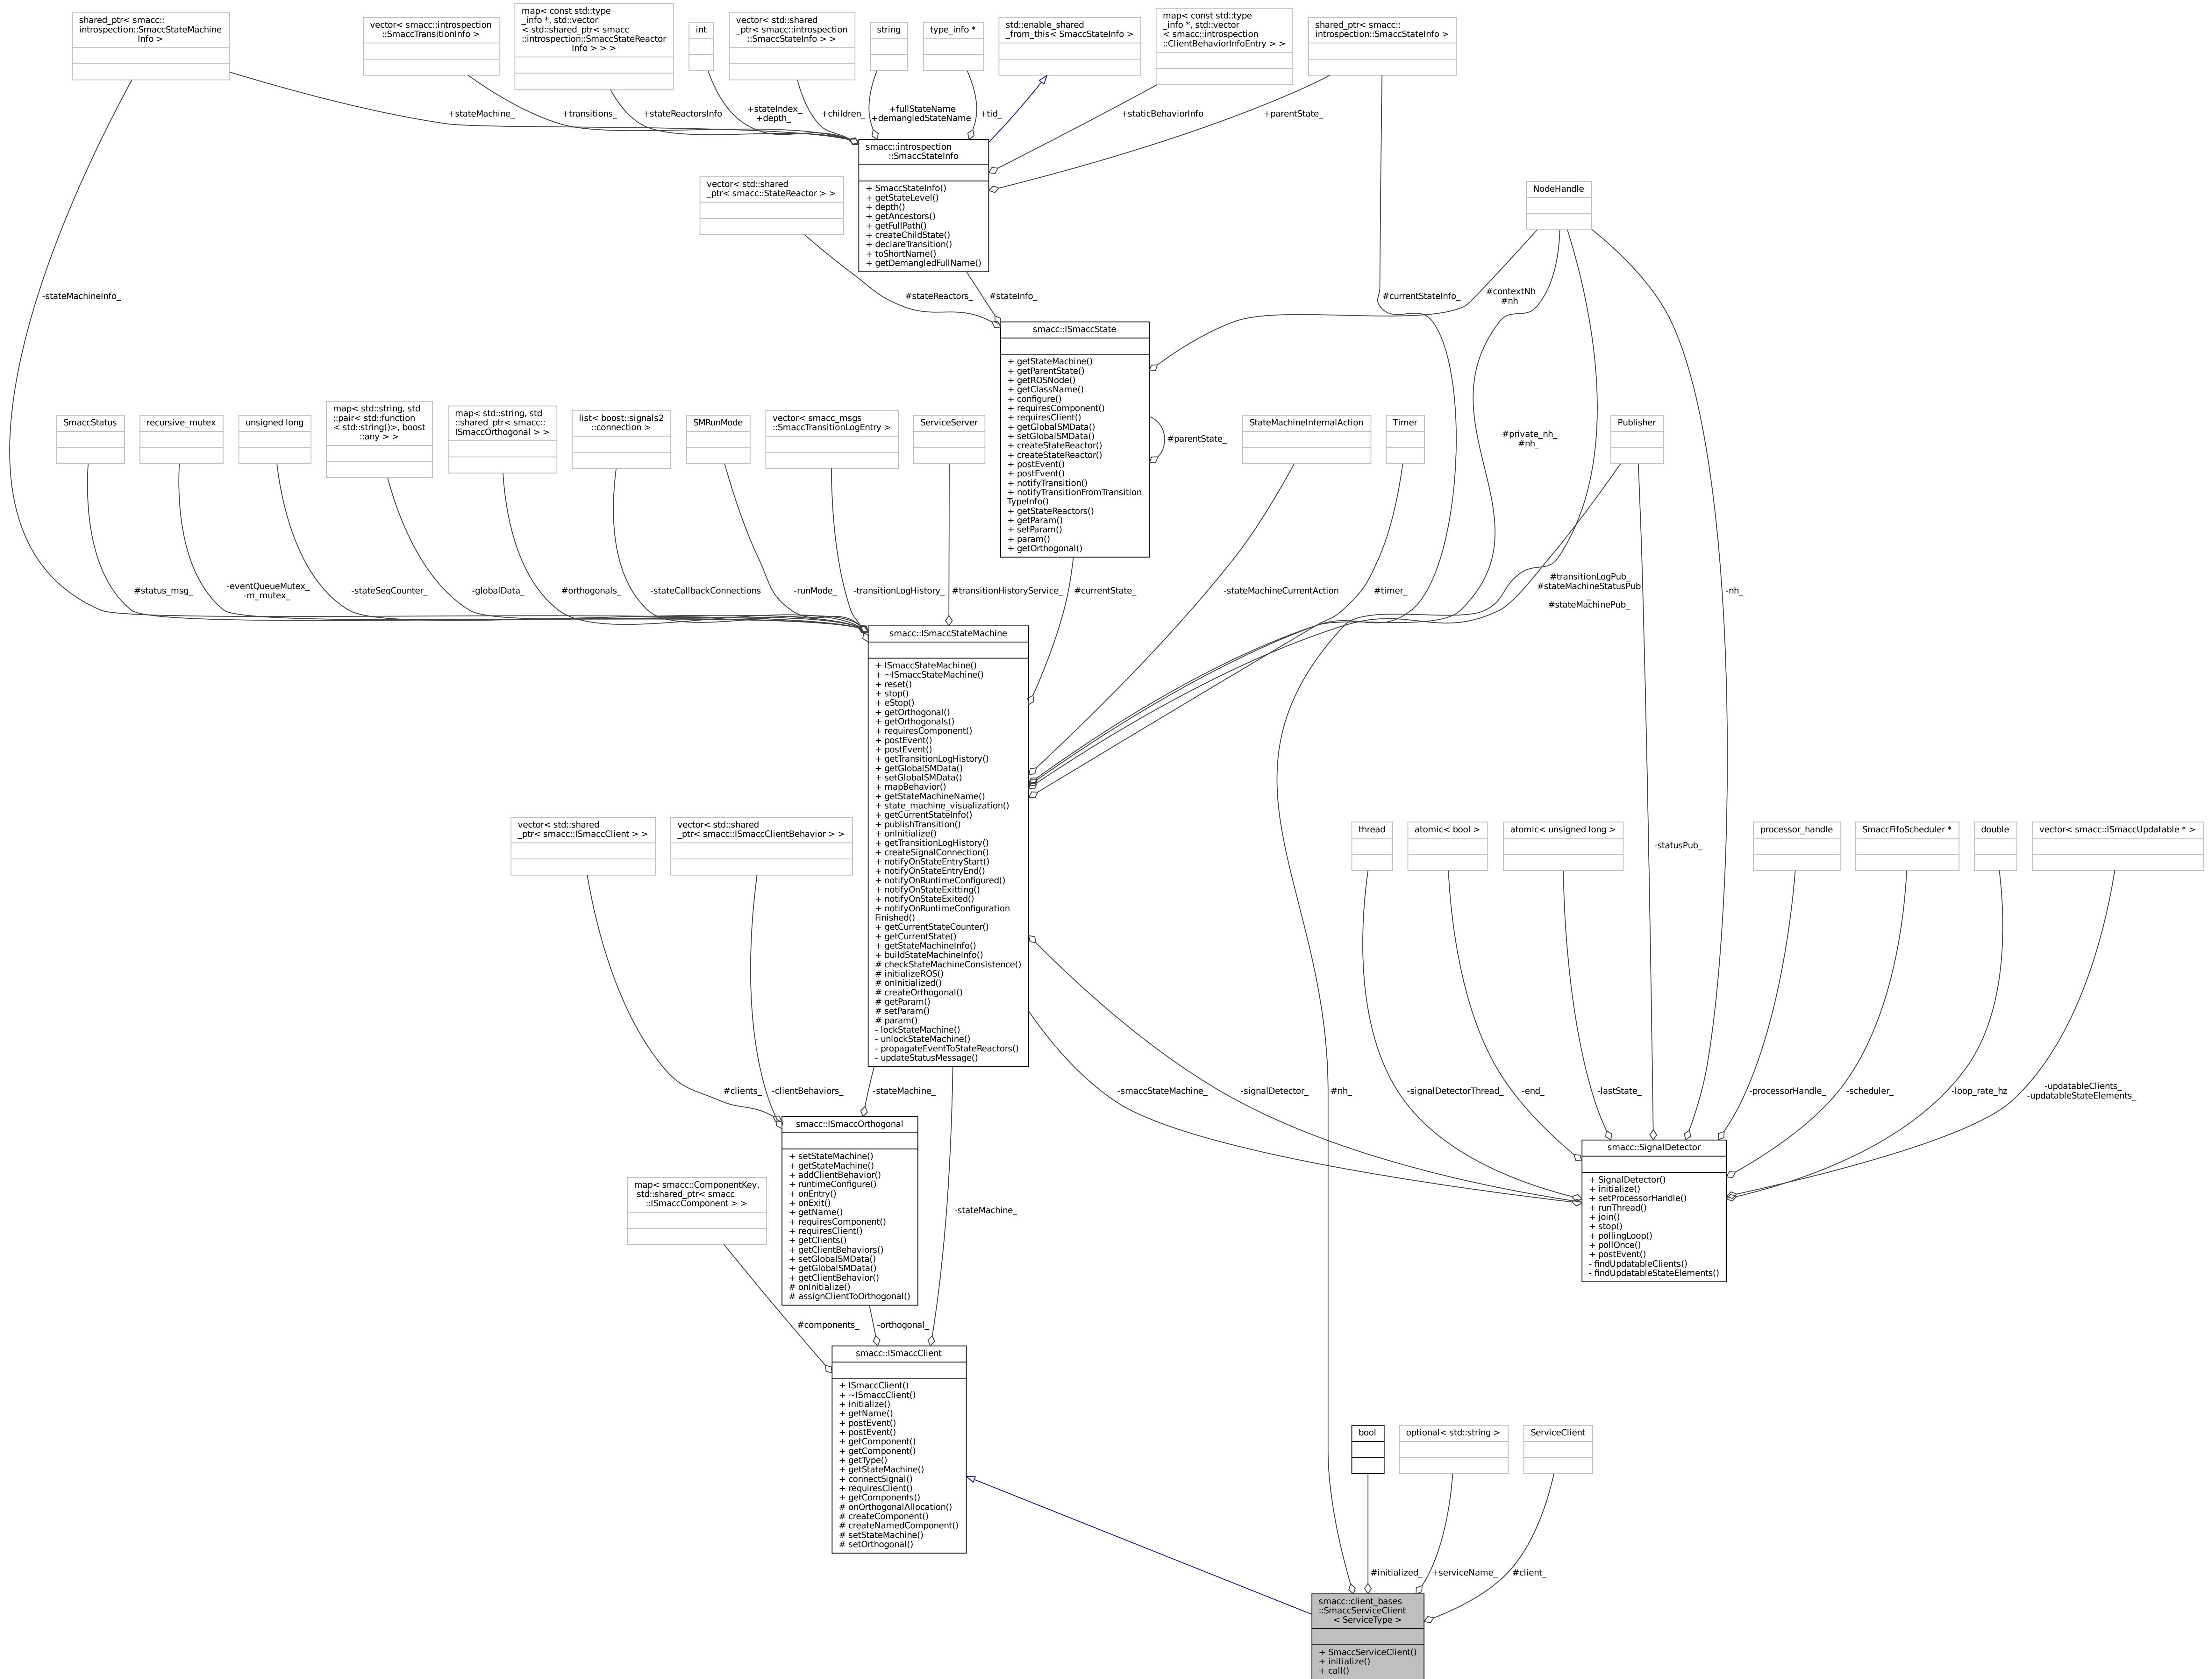 shared_ptr< smacc::
introspection::SmaccStateMachine
Info >
vector< smacc::introspection
::SmaccTransitionInfo >
map< const std::type
_info *, std::vector
< std::shared_ptr< smacc
::introspection::SmaccStateReactor
Info > > >
int
vector< std::shared
_ptr< smacc::introspection
::SmaccStateInfo > >
string
type_info *
std::enable_shared
_from_this< SmaccStateInfo >
map< const std::type
_info *, std::vector
< smacc::introspection
::ClientBehaviorInfoEntry > >
shared_ptr< smacc::
introspection::SmaccStateInfo >
+stateMachine_
+transitions_
+stateReactorsInfo
+stateIndex_
+depth_
+children_
+fullStateName
+demangledStateName
+tid_
+staticBehaviorInfo
+parentState_
smacc::introspection
::SmaccStateInfo
+ SmaccStateInfo()
+ getStateLevel()
+ depth()
+ getAncestors()
+ getFullPath()
+ createChildState()
+ declareTransition()
+ toShortName()
+ getDemangledFullName()
vector< std::shared
_ptr< smacc::StateReactor > >
NodeHandle
-stateMachineInfo_
#stateReactors_
#stateInfo_
#currentStateInfo_
#contextNh
#nh
smacc::ISmaccState
+ getStateMachine()
+ getParentState()
+ getROSNode()
+ getClassName()
+ configure()
+ requiresComponent()
+ requiresClient()
+ getGlobalSMData()
+ setGlobalSMData()
+ createStateReactor()
+ createStateReactor()
+ postEvent()
+ postEvent()
+ notifyTransition()
+ notifyTransitionFromTransition
TypeInfo()
+ getStateReactors()
+ getParam()
+ setParam()
+ param()
+ getOrthogonal()
#parentState_
SmaccStatus
recursive_mutex
unsigned long
map< std::string, std
::pair< std::function
< std::string()>, boost
::any > >
map< std::string, std
::shared_ptr< smacc::
ISmaccOrthogonal > >
list< boost::signals2
::connection >
SMRunMode
vector< smacc_msgs
::SmaccTransitionLogEntry >
ServiceServer
StateMachineInternalAction
Timer
#private_nh_
#nh_
Publisher
#status_msg_
-eventQueueMutex_
-m_mutex_
-stateSeqCounter_
-globalData_
#orthogonals_
-stateCallbackConnections
-runMode_
-transitionLogHistory_
#transitionHistoryService_
#currentState_
-stateMachineCurrentAction
#timer_
#transitionLogPub_
#stateMachineStatusPub
_
#stateMachinePub_
-nh_
smacc::ISmaccStateMachine
+ ISmaccStateMachine()
+ ~ISmaccStateMachine()
+ reset()
+ stop()
+ eStop()
+ getOrthogonal()
+ getOrthogonals()
+ requiresComponent()
+ postEvent()
+ postEvent()
+ getTransitionLogHistory()
+ getGlobalSMData()
+ setGlobalSMData()
+ mapBehavior()
+ getStateMachineName()
+ state_machine_visualization()
+ getCurrentStateInfo()
+ publishTransition()
+ onInitialize()
+ getTransitionLogHistory()
+ createSignalConnection()
+ notifyOnStateEntryStart()
+ notifyOnStateEntryEnd()
+ notifyOnRuntimeConfigured()
+ notifyOnStateExitting()
+ notifyOnStateExited()
+ notifyOnRuntimeConfiguration
Finished()
+ getCurrentStateCounter()
+ getCurrentState()
+ getStateMachineInfo()
+ buildStateMachineInfo()
# checkStateMachineConsistence()
# initializeROS()
# onInitialized()
# createOrthogonal()
# getParam()
# setParam()
# param()
- lockStateMachine()
- unlockStateMachine()
- propagateEventToStateReactors()
- updateStatusMessage()
vector< std::shared
_ptr< smacc::ISmaccClient > >
vector< std::shared
_ptr< smacc::ISmaccClientBehavior > >
thread
atomic< bool >
atomic< unsigned long >
-statusPub_
processor_handle
SmaccFifoScheduler *
double
vector< smacc::ISmaccUpdatable * >
#clients_
-clientBehaviors_
-stateMachine_
-smaccStateMachine_
-signalDetector_
#nh_
-signalDetectorThread_
-end_
-lastState_
-processorHandle_
-scheduler_
-loop_rate_hz
-updatableClients_
-updatableStateElements_
smacc::ISmaccOrthogonal
+ setStateMachine()
+ getStateMachine()
+ addClientBehavior()
+ runtimeConfigure()
+ onEntry()
+ onExit()
+ getName()
+ requiresComponent()
+ requiresClient()
+ getClients()
+ getClientBehaviors()
+ setGlobalSMData()
+ getGlobalSMData()
+ getClientBehavior()
# onInitialize()
# assignClientToOrthogonal()
smacc::SignalDetector
+ SignalDetector()
+ initialize()
+ setProcessorHandle()
+ runThread()
+ join()
+ stop()
+ pollingLoop()
+ pollOnce()
+ postEvent()
- findUpdatableClients()
- findUpdatableStateElements()
map< smacc::ComponentKey,
std::shared_ptr< smacc
::ISmaccComponent > >
-stateMachine_
#components_
-orthogonal_
smacc::ISmaccClient
+ ISmaccClient()
+ ~ISmaccClient()
+ initialize()
+ getName()
+ postEvent()
+ postEvent()
+ getComponent()
+ getComponent()
+ getType()
+ getStateMachine()
+ connectSignal()
+ requiresClient()
+ getComponents()
# onOrthogonalAllocation()
# createComponent()
# createNamedComponent()
# setStateMachine()
# setOrthogonal()
bool
optional< std::string >
ServiceClient
#initialized_
+serviceName_
#client_
smacc::client_bases
::SmaccServiceClient
< ServiceType >
+ SmaccServiceClient()
+ initialize()
+ call()